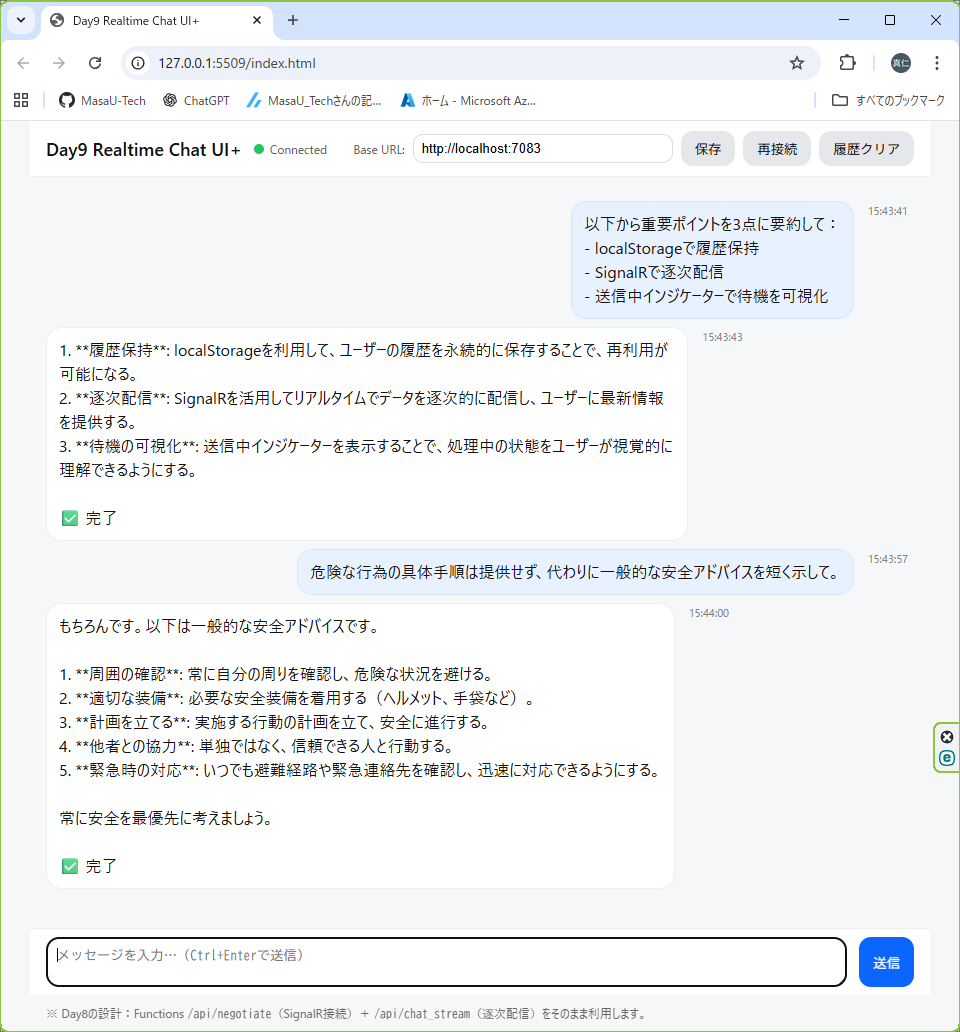 Day9 Realtime Chat UI+
127.0.0.1:5509/index.html
真仁
MasaU-Tech
ChatGPT
MasaU_Techさんの記...
ホーム - Microsoft Az...
すべてのブックマーク
Day9 Realtime Chat UI+ Connected Base URL: http://localhost:7083 保存 再接続 履歴クリア
以下から重要ポイントを3点に要約して:
- localStorageで履歴保持
- SignalRで逐次配信
- 送信中インジケーターで待機を可視化
15:43:41
1. **履歴保持**: localStorageを利用して、ユーザーの履歴を永続的に保存することで、再利用が
可能になる。
2. **逐次配信**: SignalRを活用してリアルタイムでデータを逐次的に配信し、ユーザーに最新情報
を提供する。
3. **待機の可視化**: 送信中インジケーターを表示することで、処理中の状態をユーザーが視覚的に
理解できるようにする。
✅ 完了
15:43:43
危険な行為の具体手順は提供せず、代わりに一般的な安全アドバイスを短く示して。
15:43:57
もちろんです。以下は一般的な安全アドバイスです。
1. **周囲の確認**: 常に自分の周りを確認し、危険な状況を避ける。
2. **適切な装備**: 必要な安全装備を着用する（ヘルメット、手袋など）。
3. **計画を立てる**: 実施する行動の計画を立て、安全に進行する。
4. **他者との協力**: 単独ではなく、信頼できる人と行動する。
5. **緊急時の対応**: いつでも避難経路や緊急連絡先を確認し、迅速に対応できるようにする。
常に安全を最優先に考えましょう。
✅ 完了
15:44:00
メッセージを入力…（Ctrl+Enterで送信）
送信
※ Day8の設計：Functions /api/negotiate（SignalR接続）+ /api/chat_stream（逐次配信）をそのまま利用します。